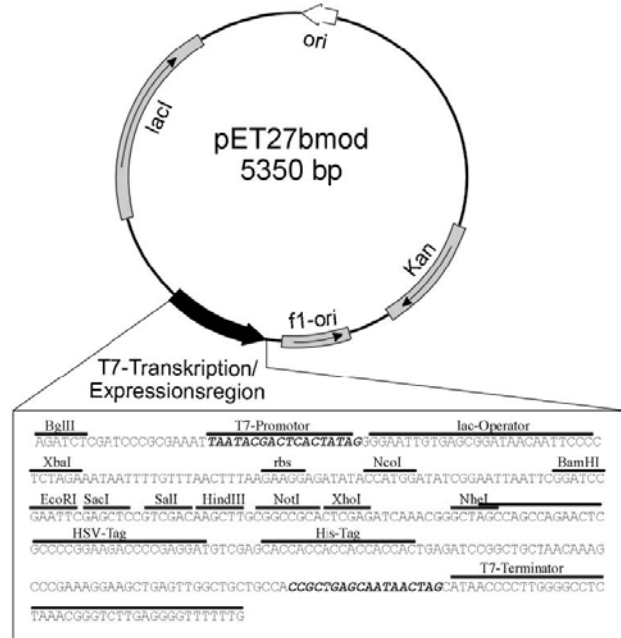 ori
lacI
pET27bmod
5350 bp
Kan
f1-ori
T7-Transkription/
Expressionsregion
BglII T7-Promotor lac-Operator
AGATCTCGATCCCGCGAAATTAATACGACTCACTATAGGGGAATTGTGAGCGGATAACAATTCCCC
XbaI rbs NcoI BamHI
TCTAGAAATAATTTTGTTTAACTTTAAGAAGGAGATATACCATGGATATCGGAATTAATTCGGATCC
EcoRI SacI SalI HindIII NotI XhoI NheI
GAATTCGAGCTCCGTCGACAAGCTTGCGGCCGCACTCGAGATCAAACGGGCTAGCCAGCCAGAACTC
GCCCCGGAAGACCCCGAGGATGTCGAGCACCACCACCACCACCACTGAGATCCGGCTGCTAACAAAG
HSV-Tag His-Tag
CCCGAAAGGAAGCTGAGTTGGCTGCTGCCACCGCTGAGCAATAACTAGCATAACCCCTTGGGGCCTC
T7-Terminator
TAAACGGGTCTTGAGGGGTTTTTTG